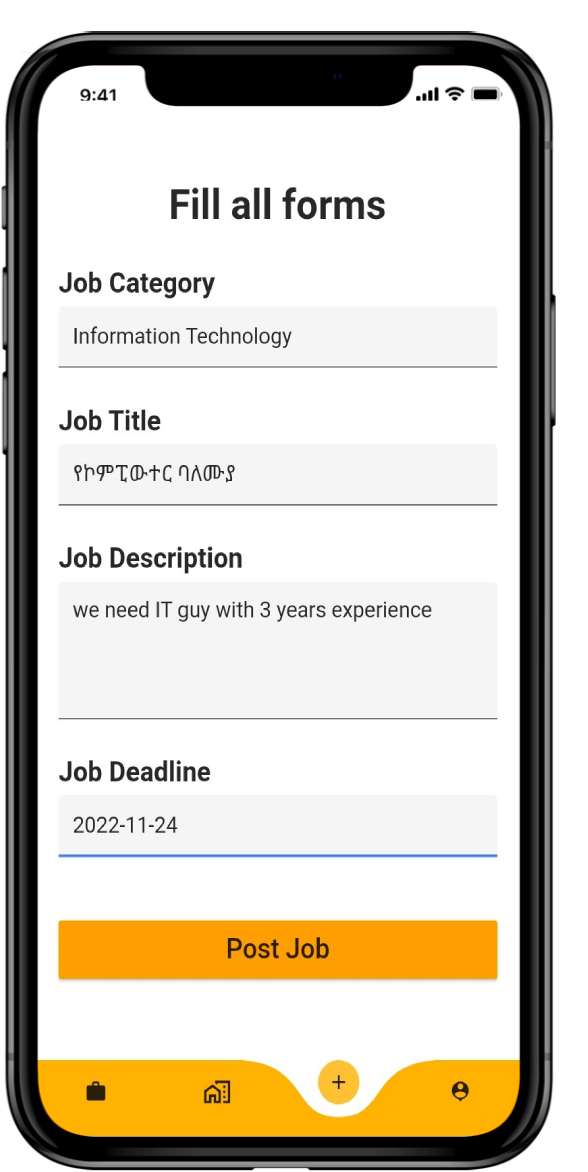 9:41
Fill all forms
Job Category
Information Technology
Job Title
የኮምፒውተር ባለሙያ
Job Description
we need IT guy with 3 years experience
Job Deadline
2022-11-24
Post Job